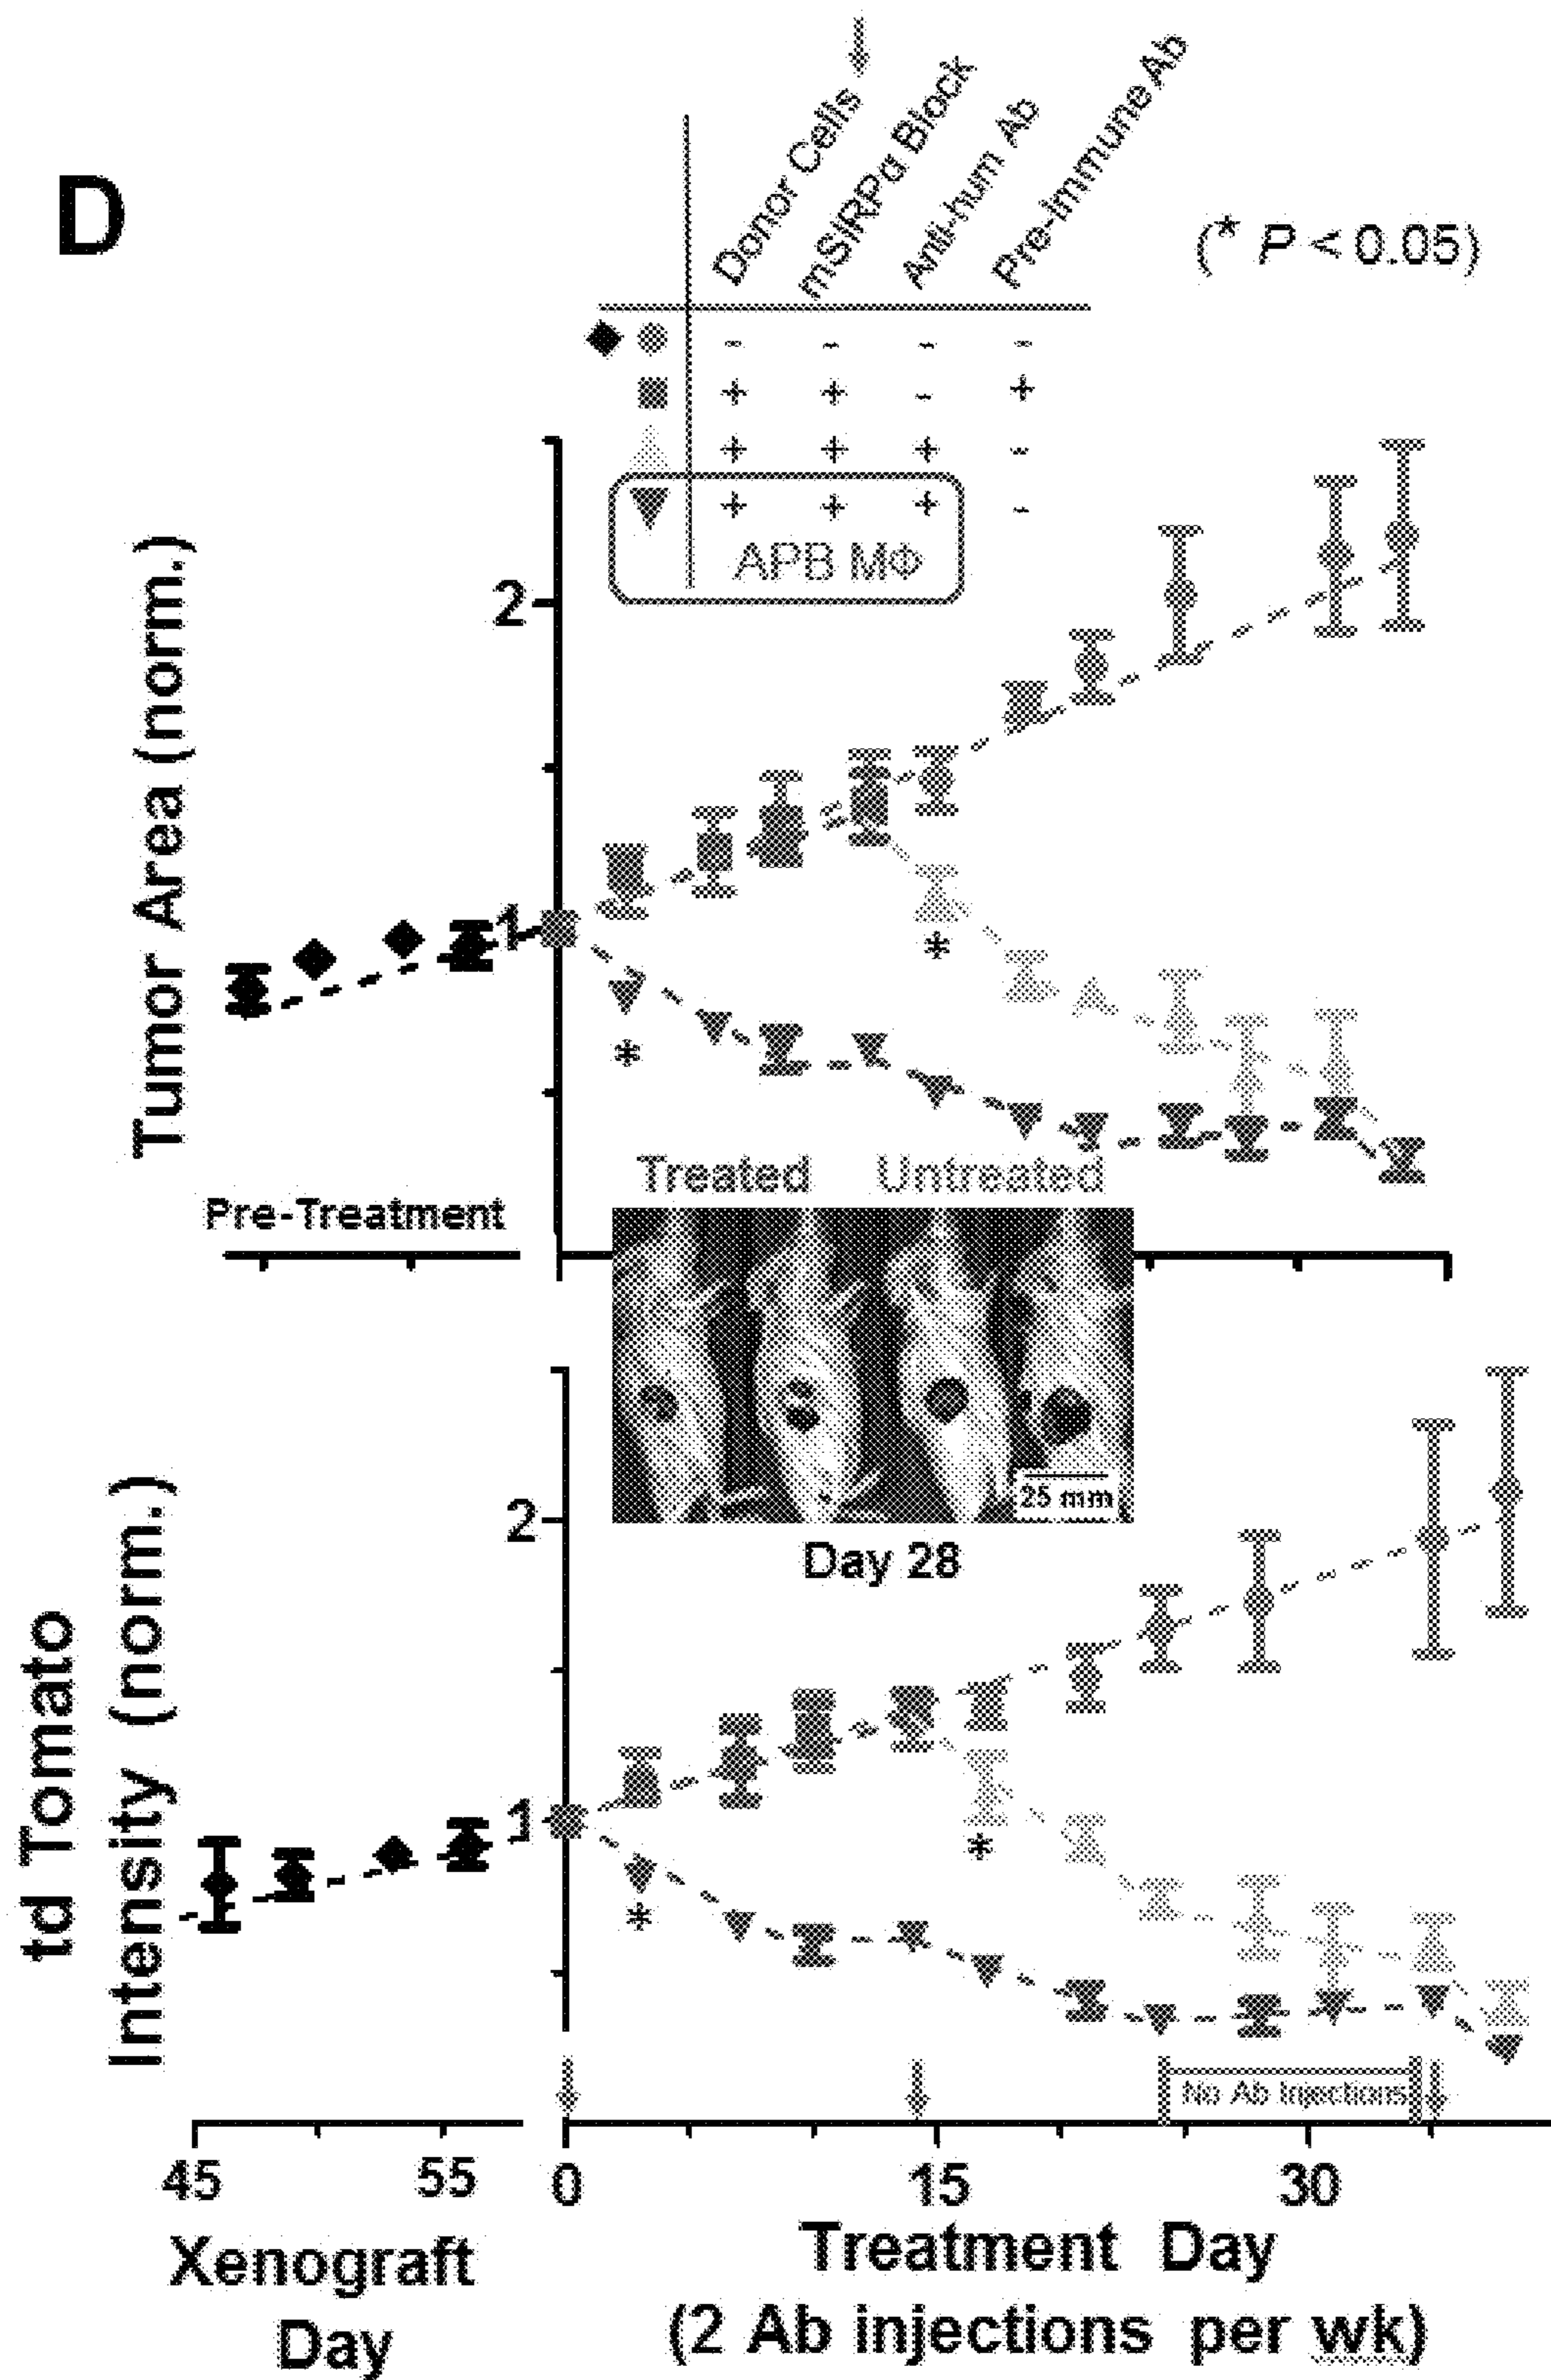 D
Donor Cells
mSIRPα Block
Anti-hum Ab
Pre-Immune Ab
(* P < 0.05)
- - - -
+ + - +
+ + + -
+ + + -
APB MΦ
Tumor Area (norm.)
2
1
*
*
Pre-Treatment
Treated Untreated
25 mm
Day 28
td Tomato
Intensity (norm.)
2
1
*
*
No Ab Injections
45 55 0 15 30
Xenograft
Day
Treatment Day
(2 Ab injections per wk)